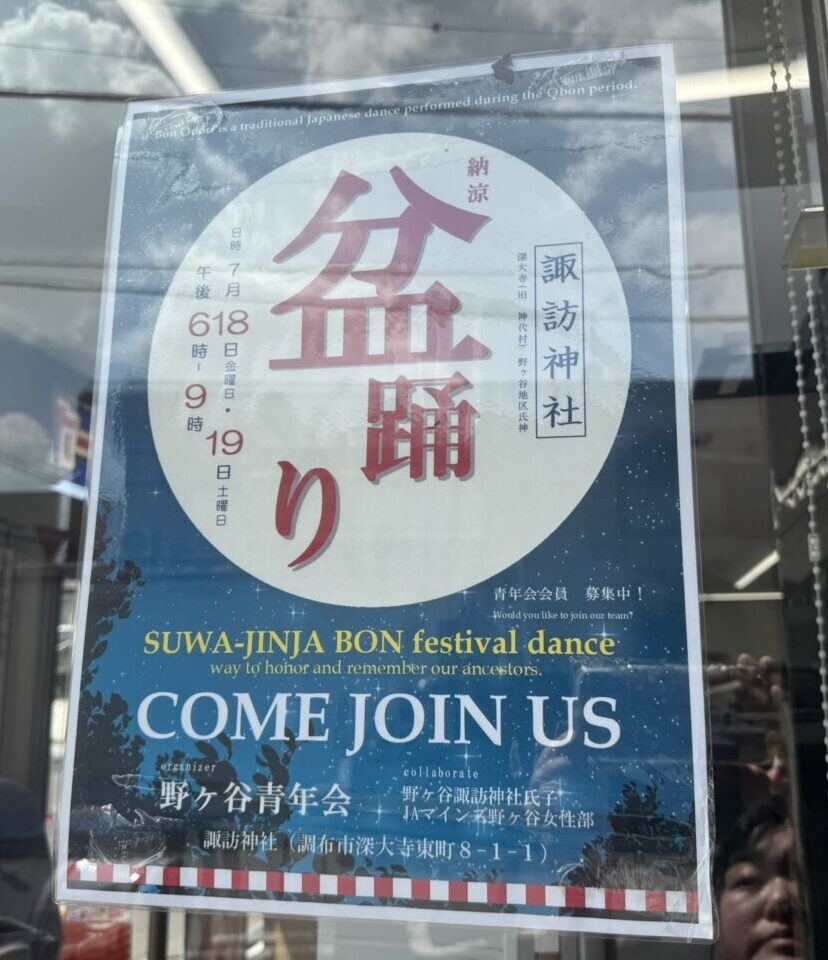 Bon Odori is a traditional Japanese dance performed during the Obon period.
納涼
盆踊り
諏訪神社
深大寺(旧 神代村)野ヶ谷地区氏神
日時 7月18日金曜日・19日土曜日
午後6時-9時
青年会会員 募集中!
Would you like to join our team?
SUWA-JINJA BON festival dance
way to honor and remember our ancestors.
COME JOIN US
organizer
野ヶ谷青年会
collaborate
野ヶ谷諏訪神社氏子
JAマインズ野ヶ谷女性部
諏訪神社(調布市深大寺東町8-1-1)